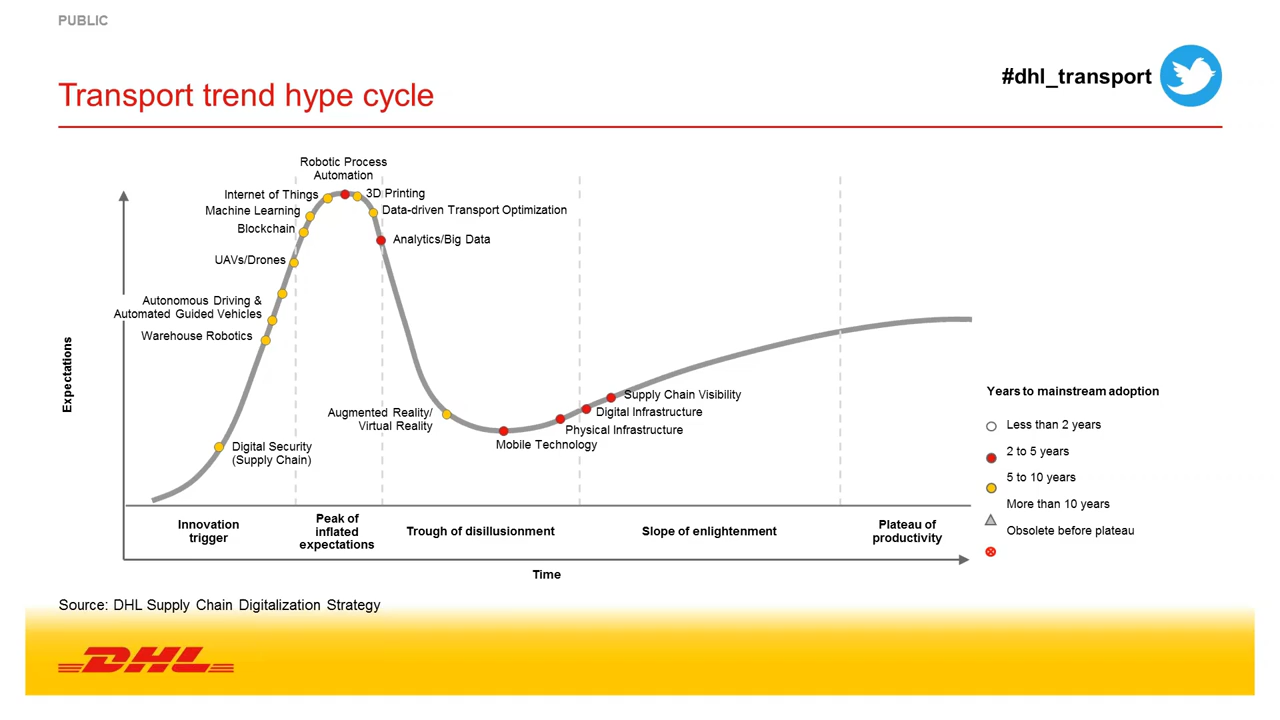 PUBLIC
#dhl_transport
Transport trend hype cycle
Robotic Process
Automation
Internet of Things
3D Printing
Machine Learning
Data-driven Transport Optimization
Blockchain
Analytics/Big Data
UAVs/Drones
Autonomous Driving &
Automated Guided Vehicles
Warehouse Robotics
Expectations
Supply Chain Visibility
Digital Infrastructure
Augmented Reality/
Virtual Reality
Physical Infrastructure
Mobile Technology
Digital Security
(Supply Chain)
Years to mainstream adoption
Less than 2 years
2 to 5 years
5 to 10 years
More than 10 years
Obsolete before plateau
Innovation
trigger
Peak of
inflated
expectations
Trough of disillusionment
Slope of enlightenment
Plateau of
productivity
Time
Source: DHL Supply Chain Digitalization Strategy
DHL